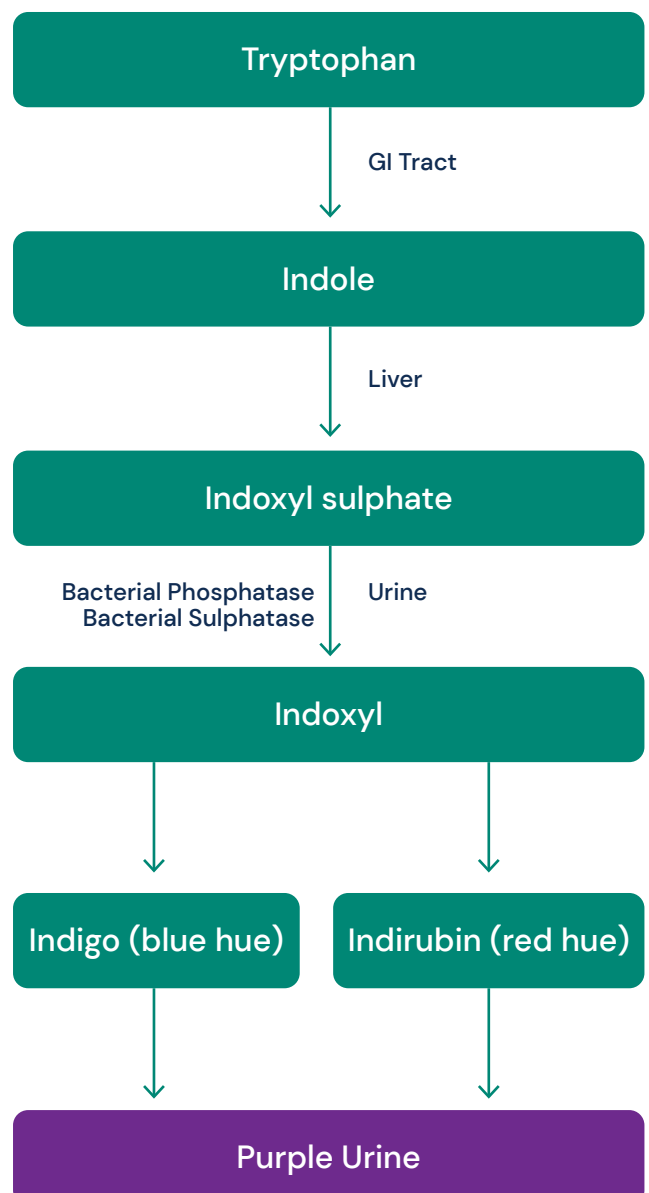 Tryptophan
GI Tract
Indole
Liver
Indoxyl sulphate
Bacterial Phosphatase
Bacterial Sulphatase
Urine
Indoxyl
Indigo (blue hue)
Indirubin (red hue)
Purple Urine